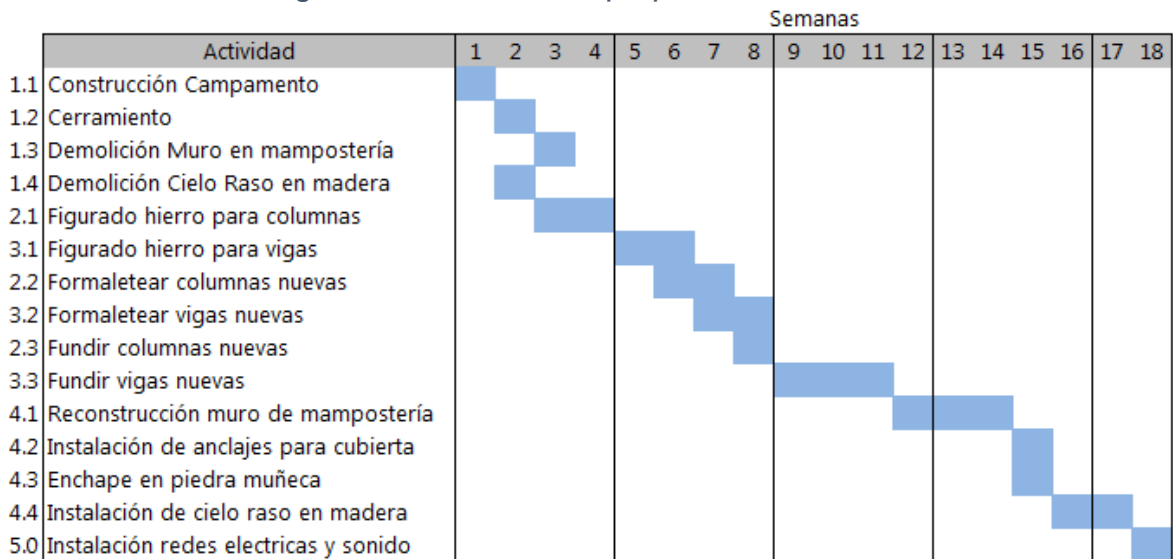 Semanas
Actividad 1 2 3 4 5 6 7 8 9 10 11 12 13 14 15 16 17 18
1.1 Construcción Campamento
1.2 Cerramiento
1.3 Demolición Muro en mampostería
1.4 Demolición Cielo Raso en madera
2.1 Figurado hierro para columnas
3.1 Figurado hierro para vigas
2.2 Formaletear columnas nuevas
3.2 Formaletear vigas nuevas
2.3 Fundir columnas nuevas
3.3 Fundir vigas nuevas
4.1 Reconstrucción muro de mampostería
4.2 Instalación de anclajes para cubierta
4.3 Enchape en piedra muñeca
4.4 Instalación de cielo raso en madera
5.0 Instalación redes electricas y sonido